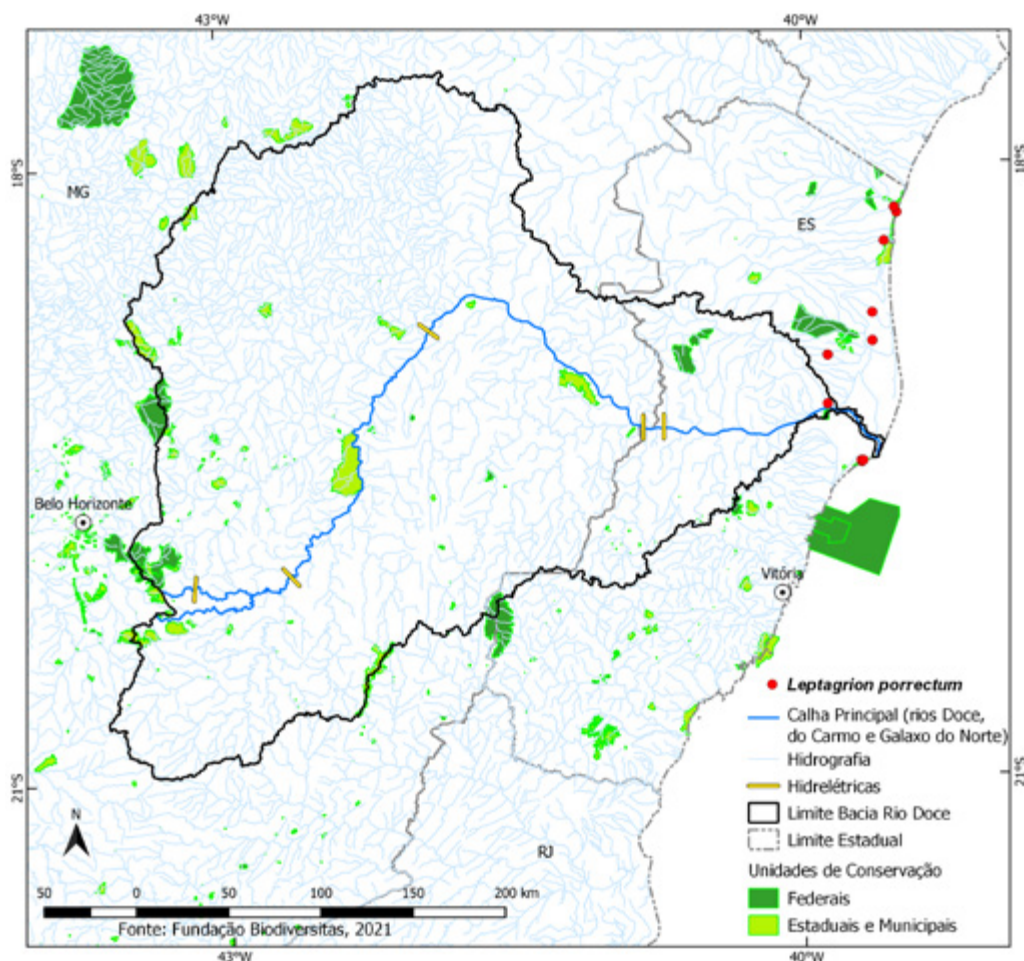 43°W
40°W
18°S
18°S
MG
ES
Belo Horizonte
Vitória
Leptagrion porrectum
Calha Principal (rios Doce,
do Carmo e Galaxo do Norte)
Hidrografia
Hidrelétricas
Limite Bacia Rio Doce
Limite Estadual
Unidades de Conservação
Federais
Estaduais e Municipais
21°S
21°S
N
RJ
50 0 50 100 150 200 km
Fonte: Fundação Biodiversitas, 2021
43°W
40°W